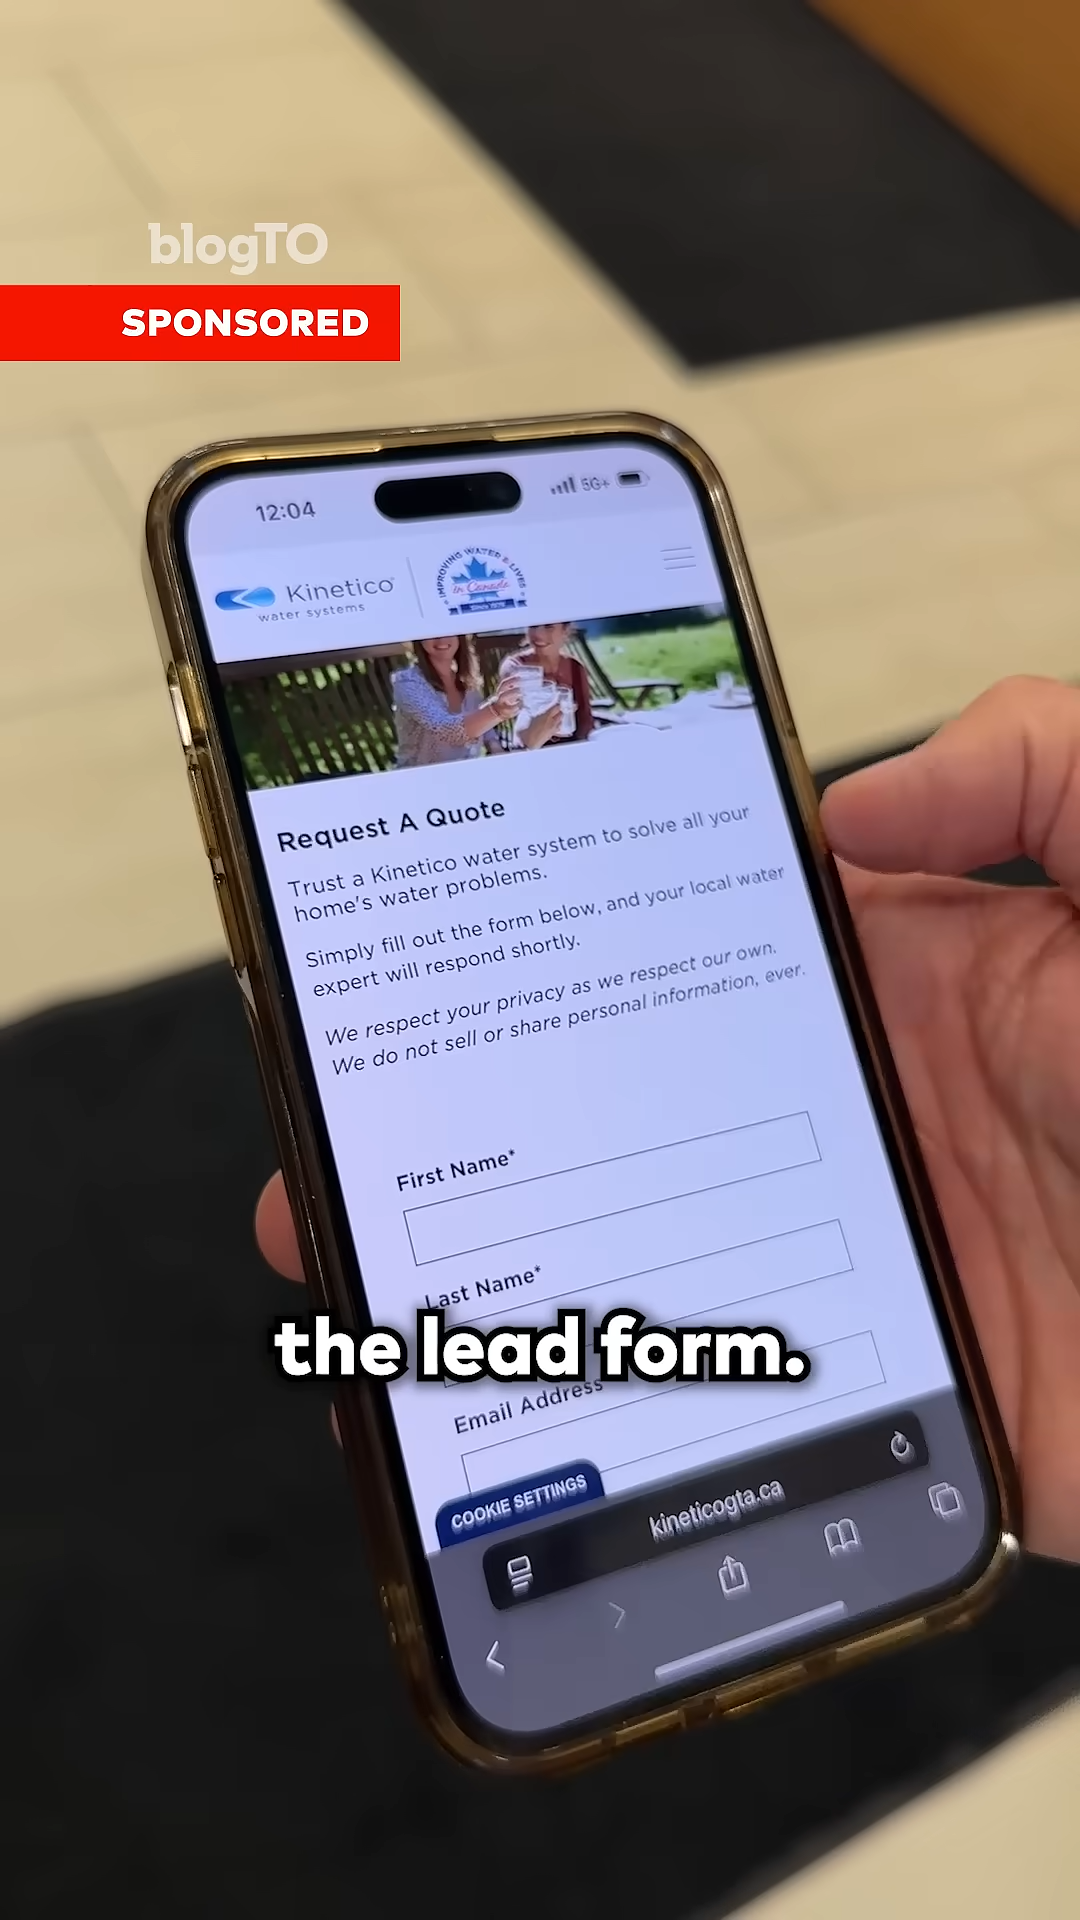 blogTO
SPONSORED
12:04
5G+
Kinetico
water systems
IMPROVING WATER & LIVES
in Canada
Request A Quote
Trust a Kinetico water system to solve all your
home's water problems.
Simply fill out the form below, and your local water
expert will respond shortly.
We respect your privacy as we respect our own.
We do not sell or share personal information, ever.
First Name*
Last Name*
the lead form.
Email Address
COOKIE SETTINGS
kineticogta.ca